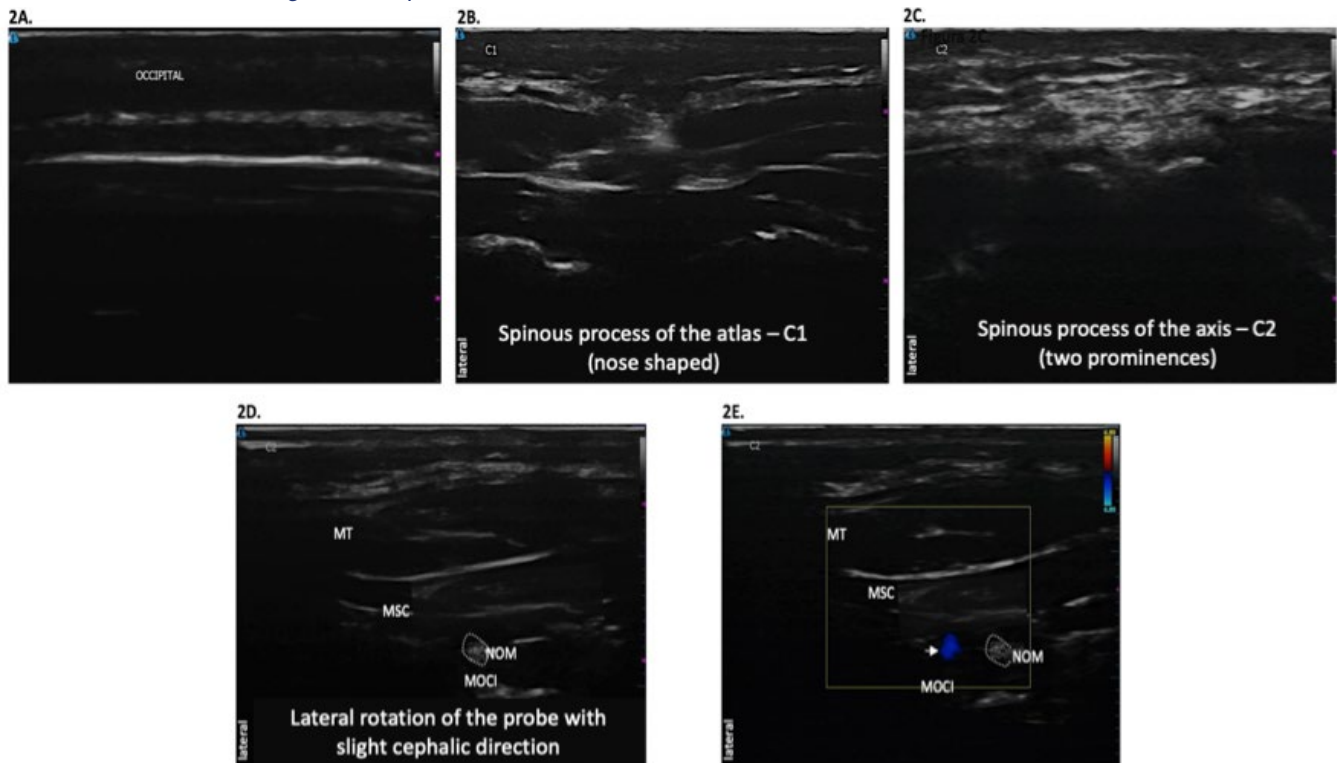 2A.
OCCIPITAL
2B.
C1
Spinous process of the atlas – C1
(nose shaped)
lateral
2C.
Figura 2C
C2
Spinous process of the axis – C2
(two prominences)
lateral
2D.
C2
MT
MSC
NOM
MOCI
Lateral rotation of the probe with
slight cephalic direction
lateral
2E.
C2
MT
MSC
NOM
MOCI
lateral